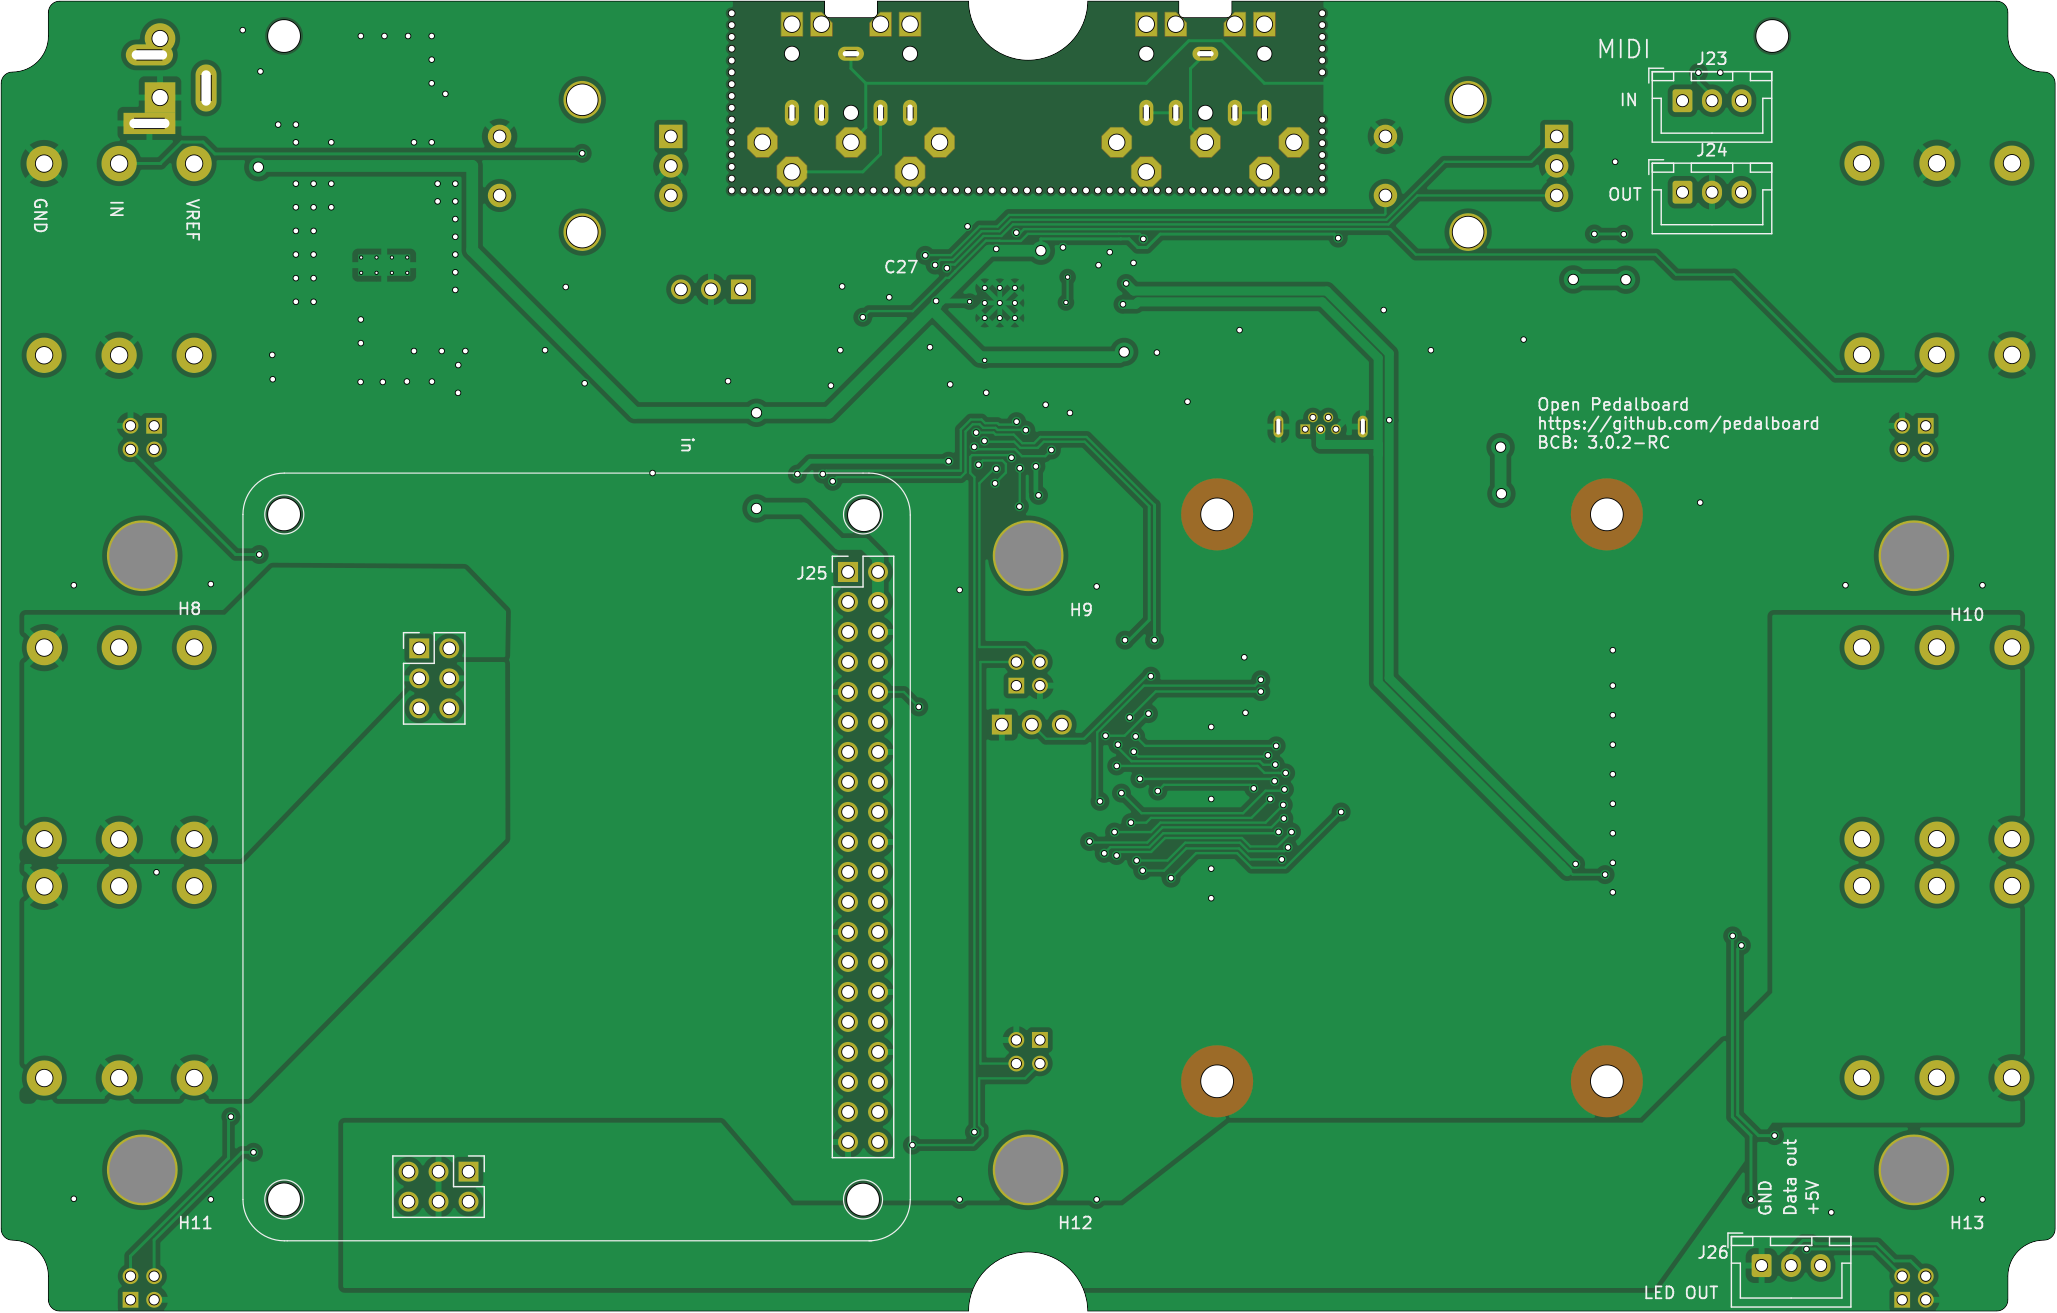 MIDI
J23
IN
J24
OUT
GND
IN
VREF
C27
Open Pedalboard
https://github.com/pedalboard
BCB: 3.0.2-RC
in
J25
H8
H9
H10
GND
Data out
+5V
H11
H12
H13
J26
LED OUT